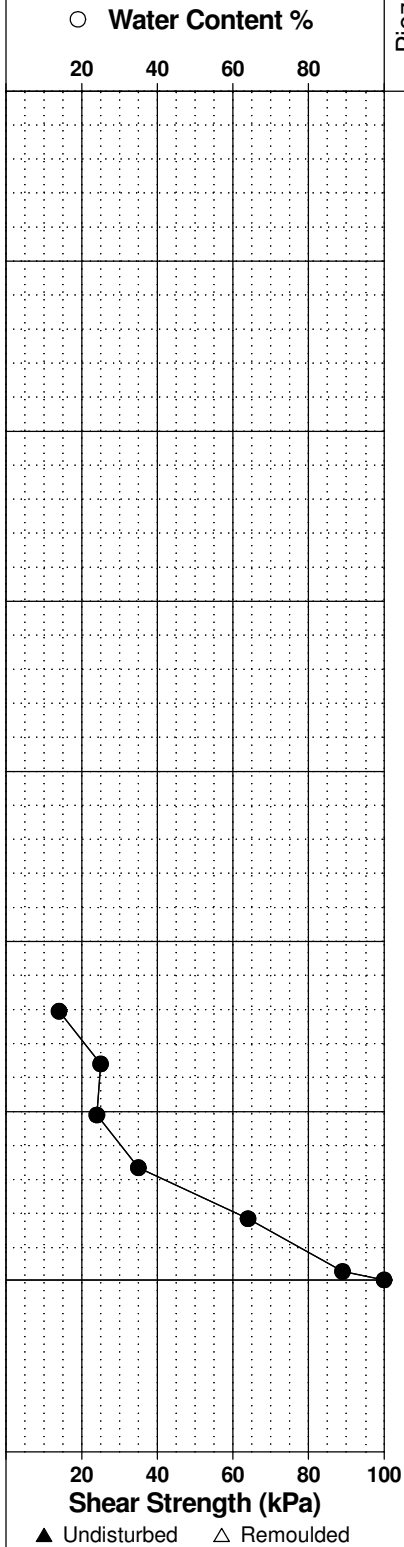 ○ Water Content %
20 40 60 80
20 40 60 80 100
Shear Strength (kPa)
▲ Undisturbed △ Remoulded